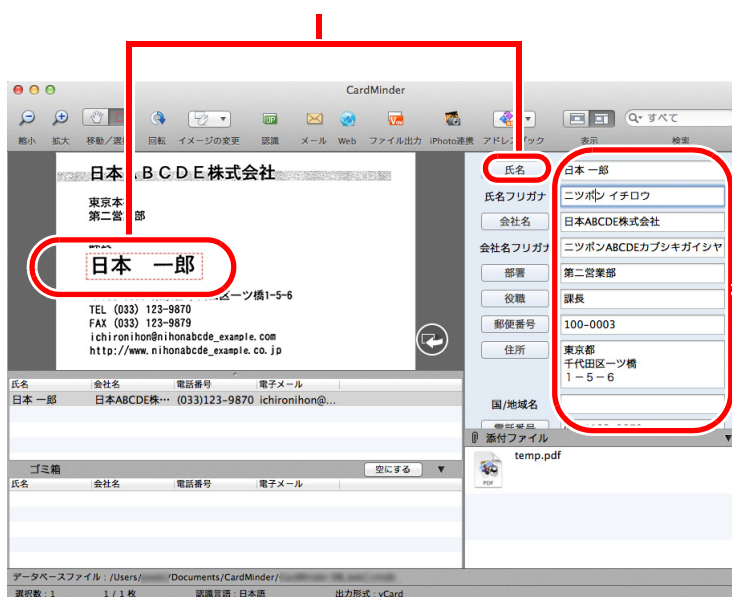 CardMinder
すべて
縮小 拡大 移動／選 回転 イメージの変更 認識 メール Web ファイル出力 iPhoto連携 アドレスブック 表示 検索
日本 ABCDE株式会社
東京本
第二営 部
課長
日本 一郎
区一ツ橋1-5-6
TEL (033) 123-9870
FAX (033) 123-9879
ichironihon@nihonabcde_example.com
http://www.nihonabcde_example.co.jp
氏名 日本 一郎
氏名フリガナ ニツポン イチロウ
会社名 日本ABCDE株式会社
会社名フリガナ ニツポンABCDEカブシキガイシヤ
部署 第二営業部
役職 課長
郵便番号 100-0003
住所 東京都
千代田区一ツ橋
１－５－６
国/地域名
電話番号
氏名 会社名 電話番号 電子メール
日本 一郎 日本ABCDE株… (033)123-9870 ichironihon@...
添付ファイル
temp.pdf
PDF
ゴミ箱 空にする
氏名 会社名 電話番号 電子メール
データベースファイル：/Users/ /Documents/CardMinder/
選択数：1 1 / 1 枚 認識言語：日本語 出力形式：vCard